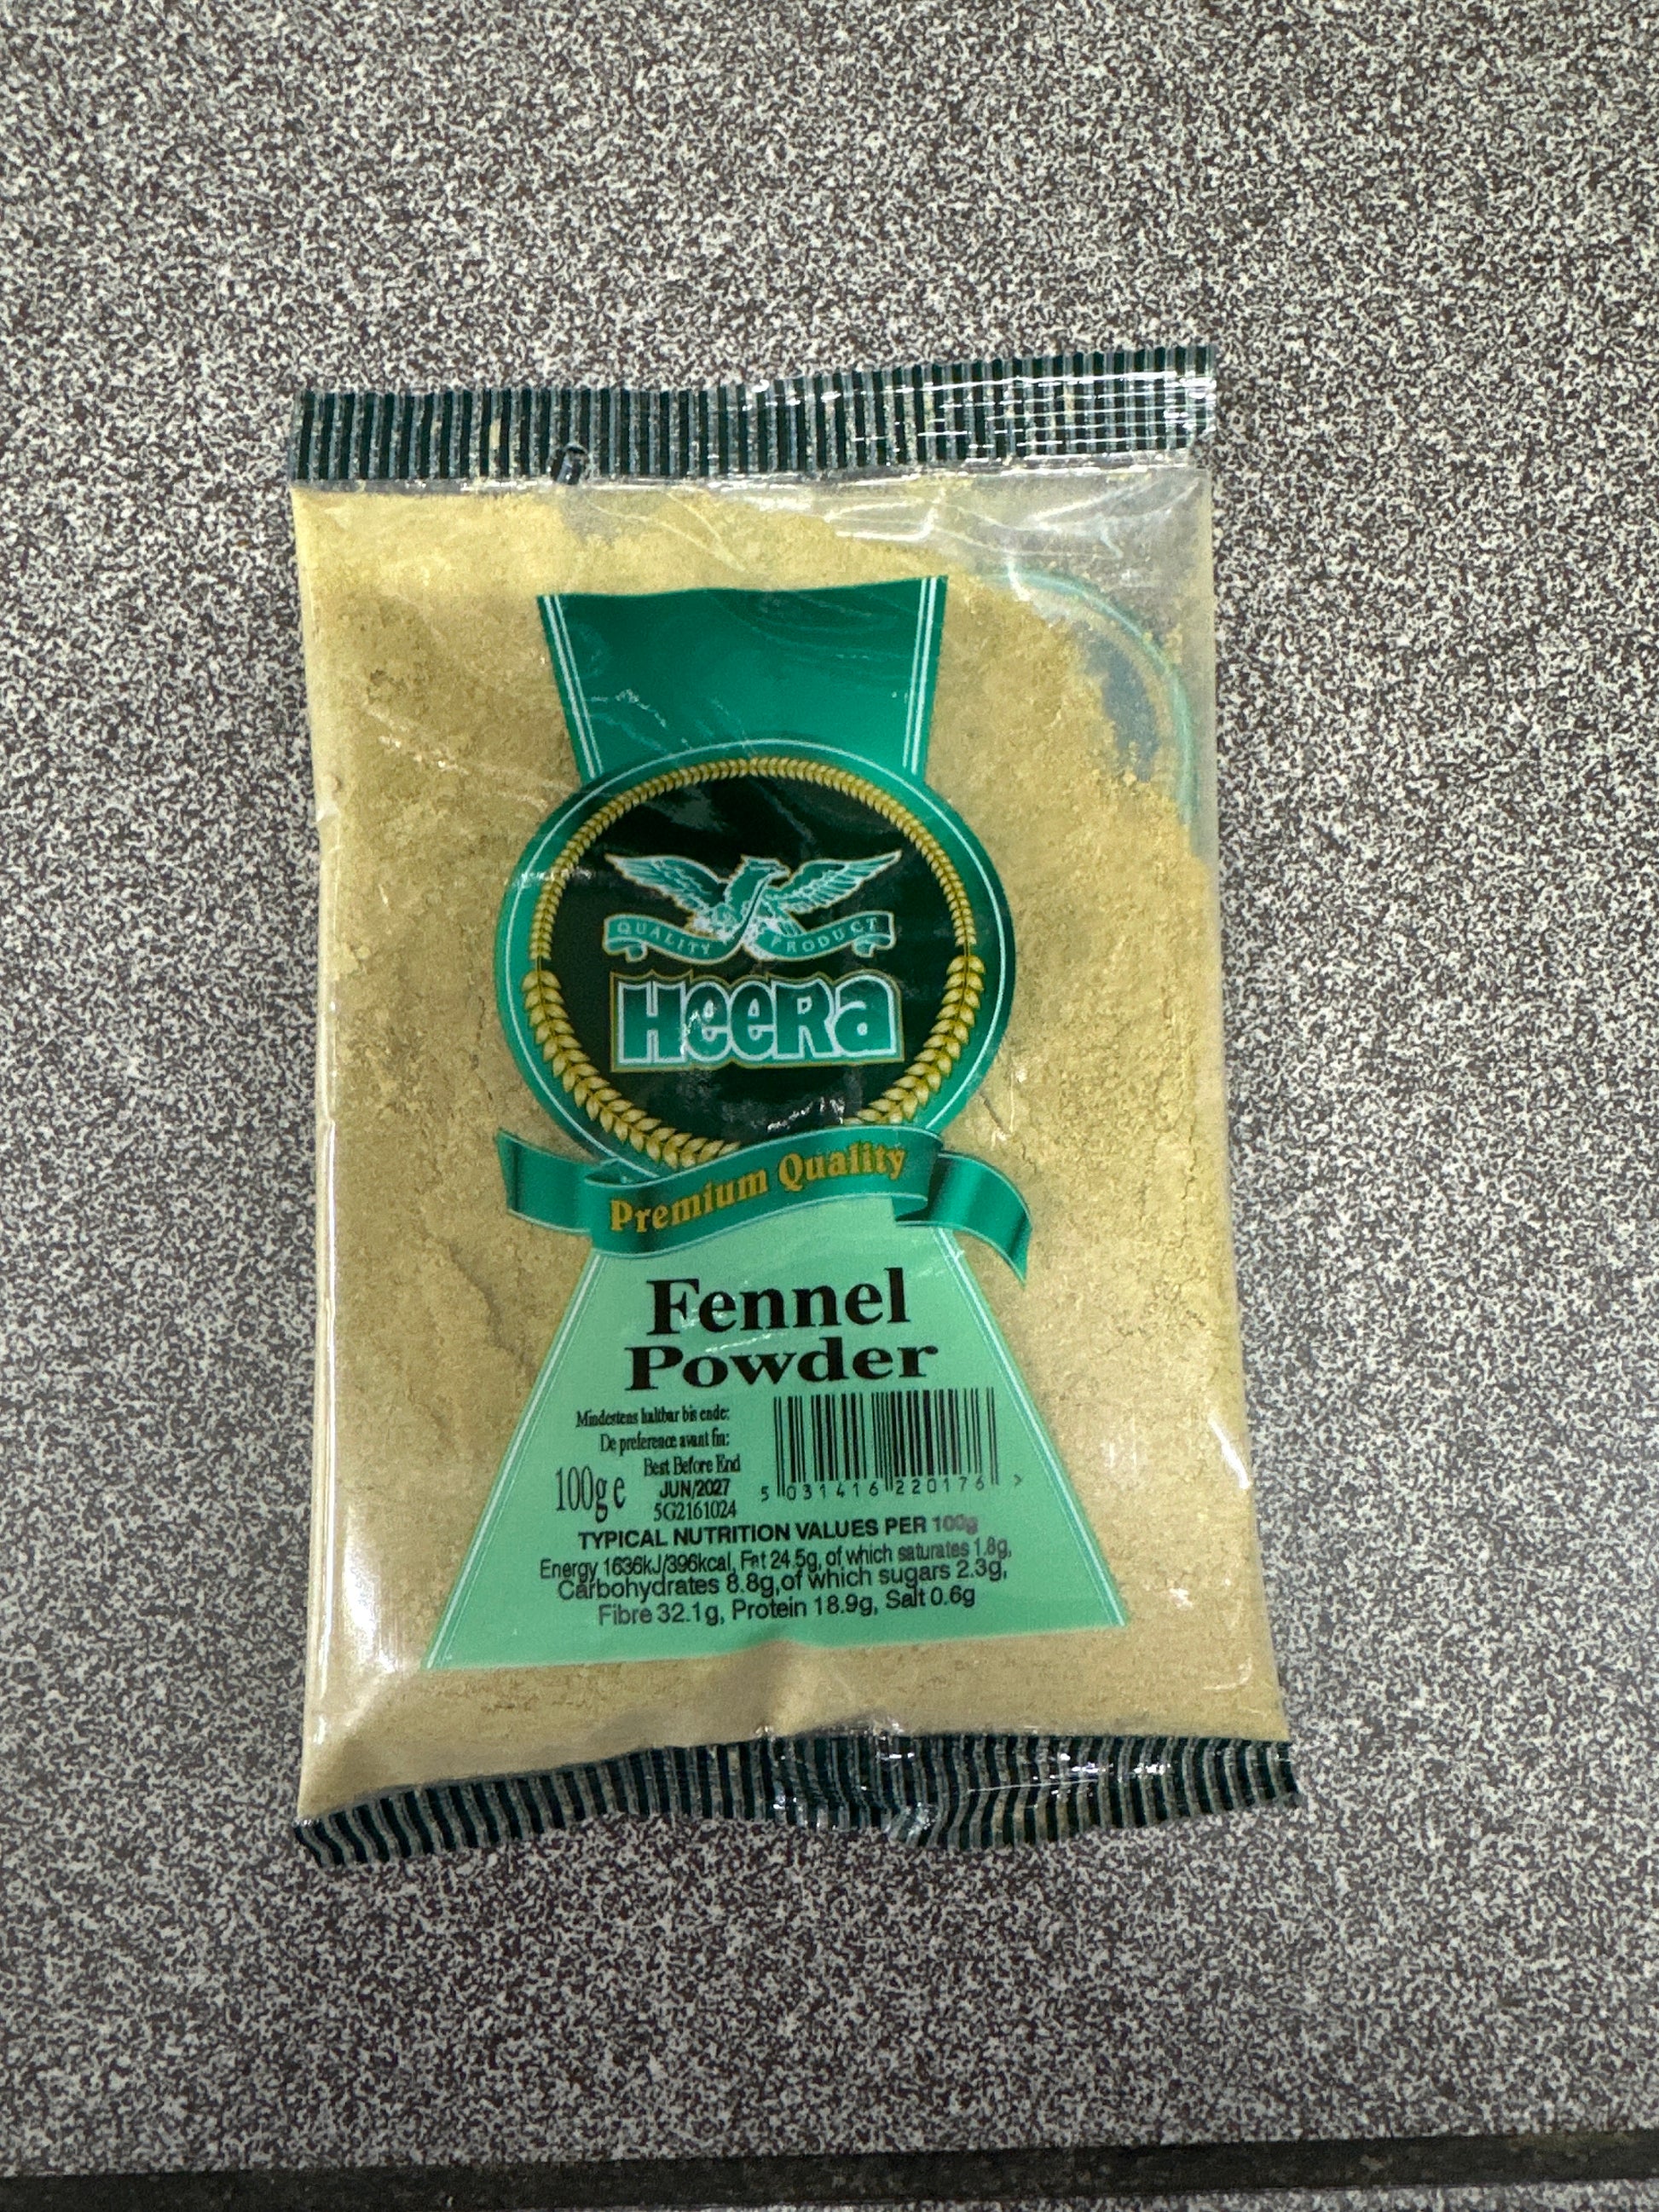 QUALITY PRODUCT
HeeRa
Premium Quality
Fennel
Powder
Mindestens haltbar bis ende:
De preference avant fin:
100g e Best Before End
JUN/2027
5G2161024
5 031416 220176 >
TYPICAL NUTRITION VALUES PER 100g
Energy 1636kJ/396kcal, Fat 24.5g, of which saturates 1.8g,
Carbohydrates 8.8g,of which sugars 2.3g,
Fibre 32.1g, Protein 18.9g, Salt 0.6g